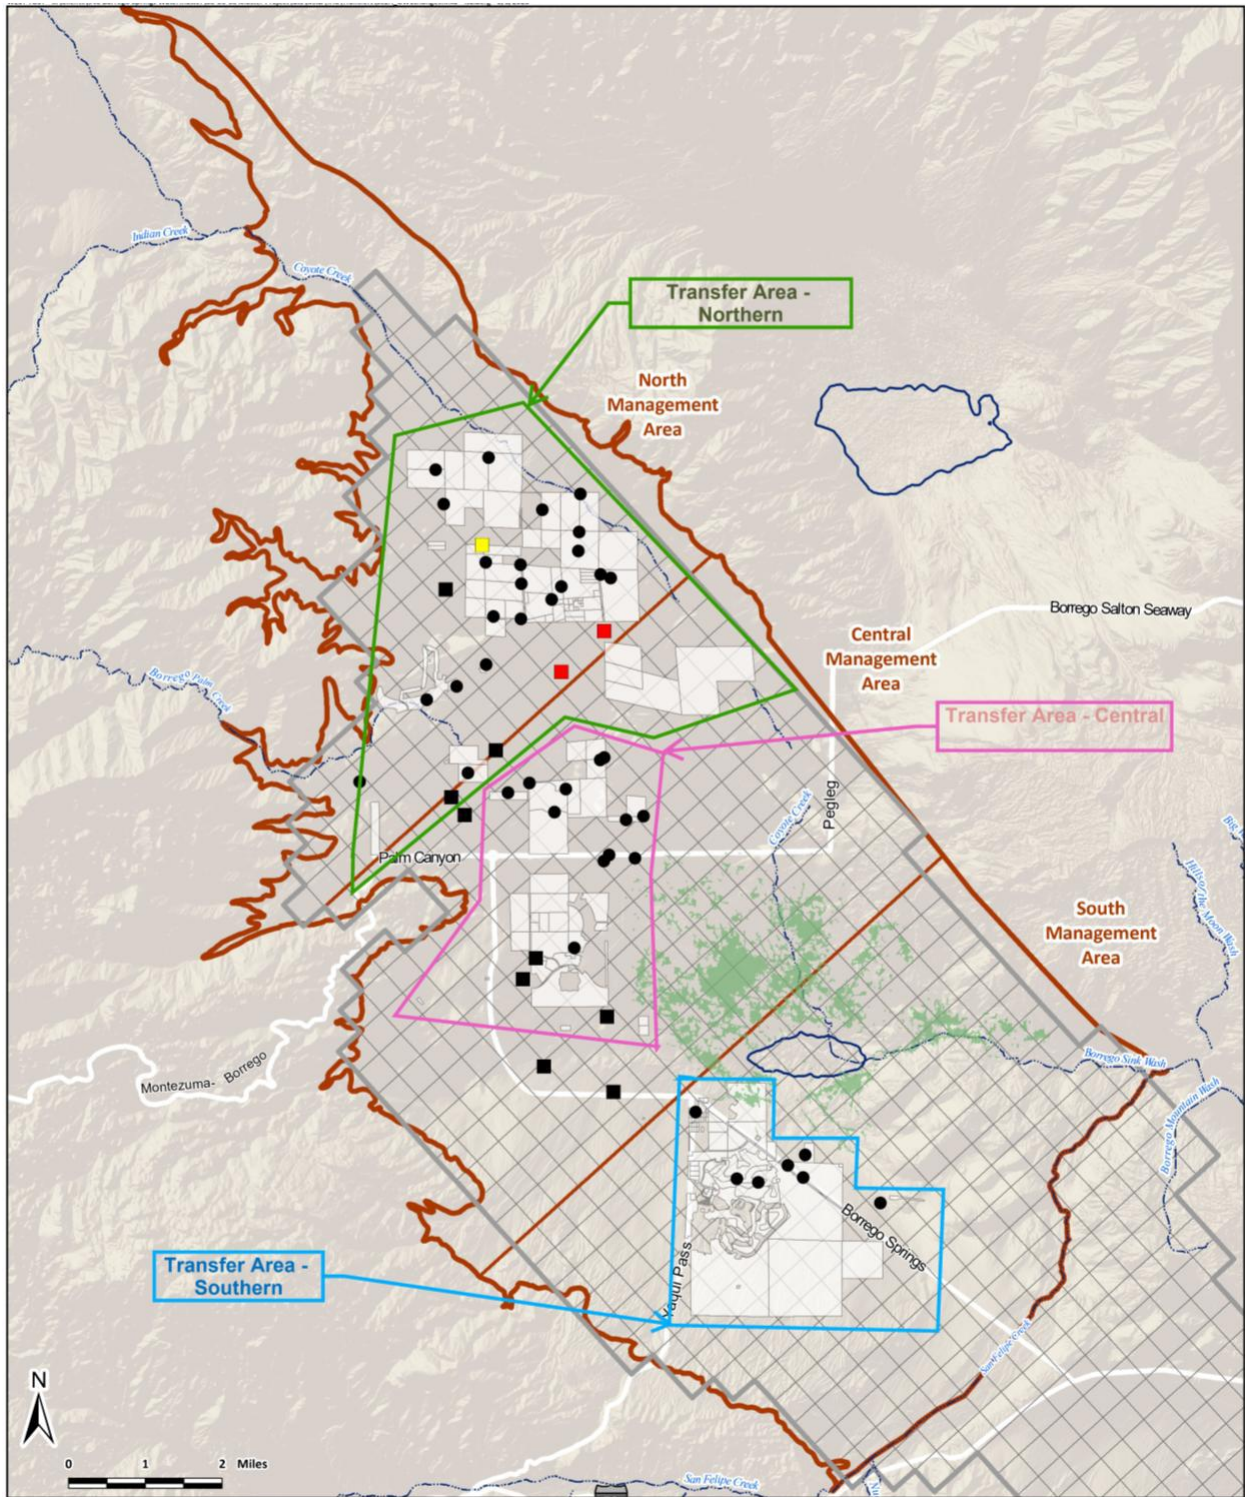 Indian Creek
Coyote Creek
Transfer Area -
Northern
North
Management
Area
Borrego Salton Seaway
Central
Management
Area
Borrego Palm Creek
Transfer Area - Central
Pegleg
Coyote Creek
Palm Canyon
South
Management
Area
Montezuma- Borrego
Borrego Sink Wash
Borrego Mountain Wash
Transfer Area -
Southern
Borrego Springs
Yaqui Pass
San Felipe Creek
N
0 1 2 Miles
San Felipe Creek